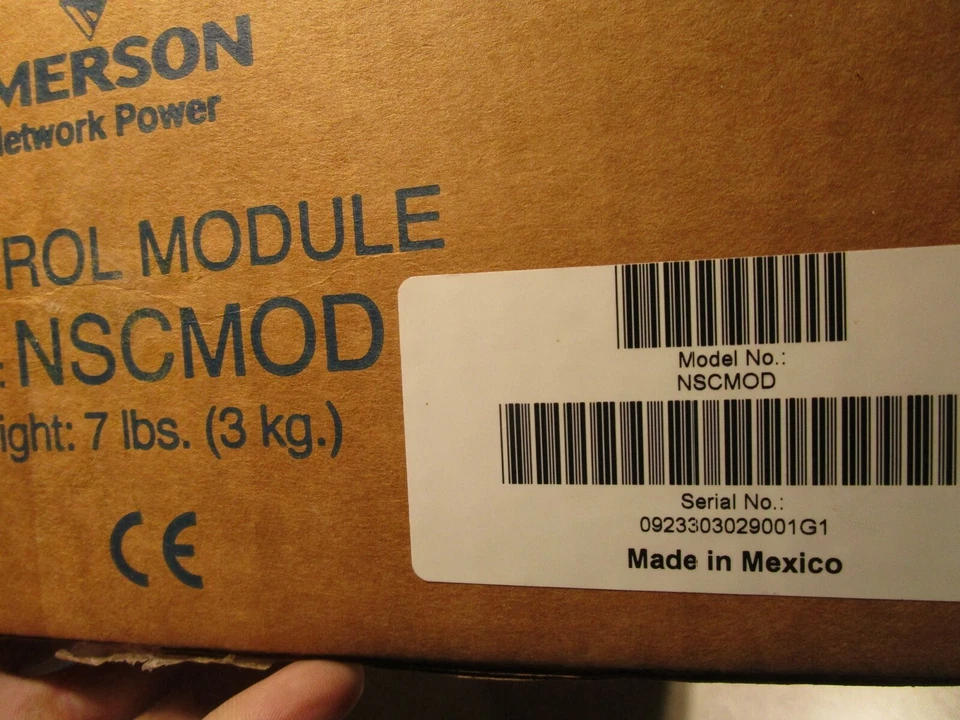 MERSON
Network Power
ROL MODULE
: NSCMOD
ight: 7 lbs. (3 kg.)
CE
Model No.:
NSCMOD
Serial No.:
0923303029001G1
Made in Mexico